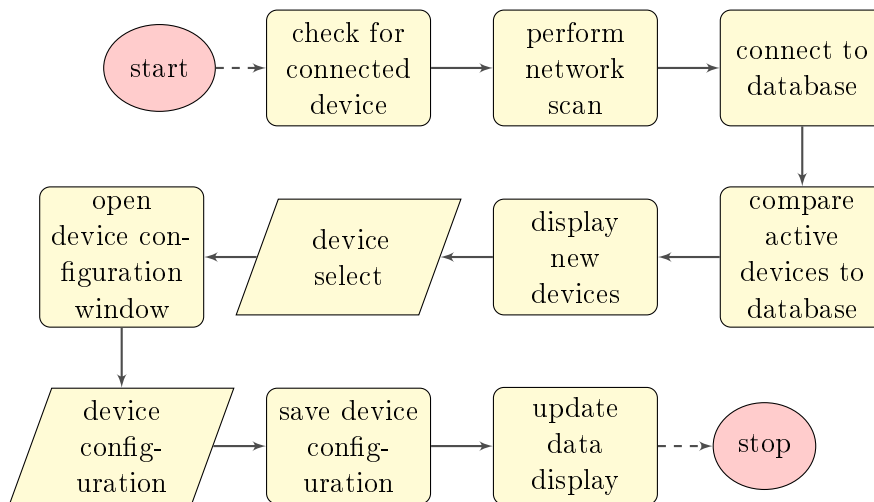 start
check for
connected
device
perform
network
scan
connect to
database
compare
active
devices to
database
display
new
devices
device
select
open
device con-
figuration
window
device
config-
uration
save device
config-
uration
update
data
display
stop